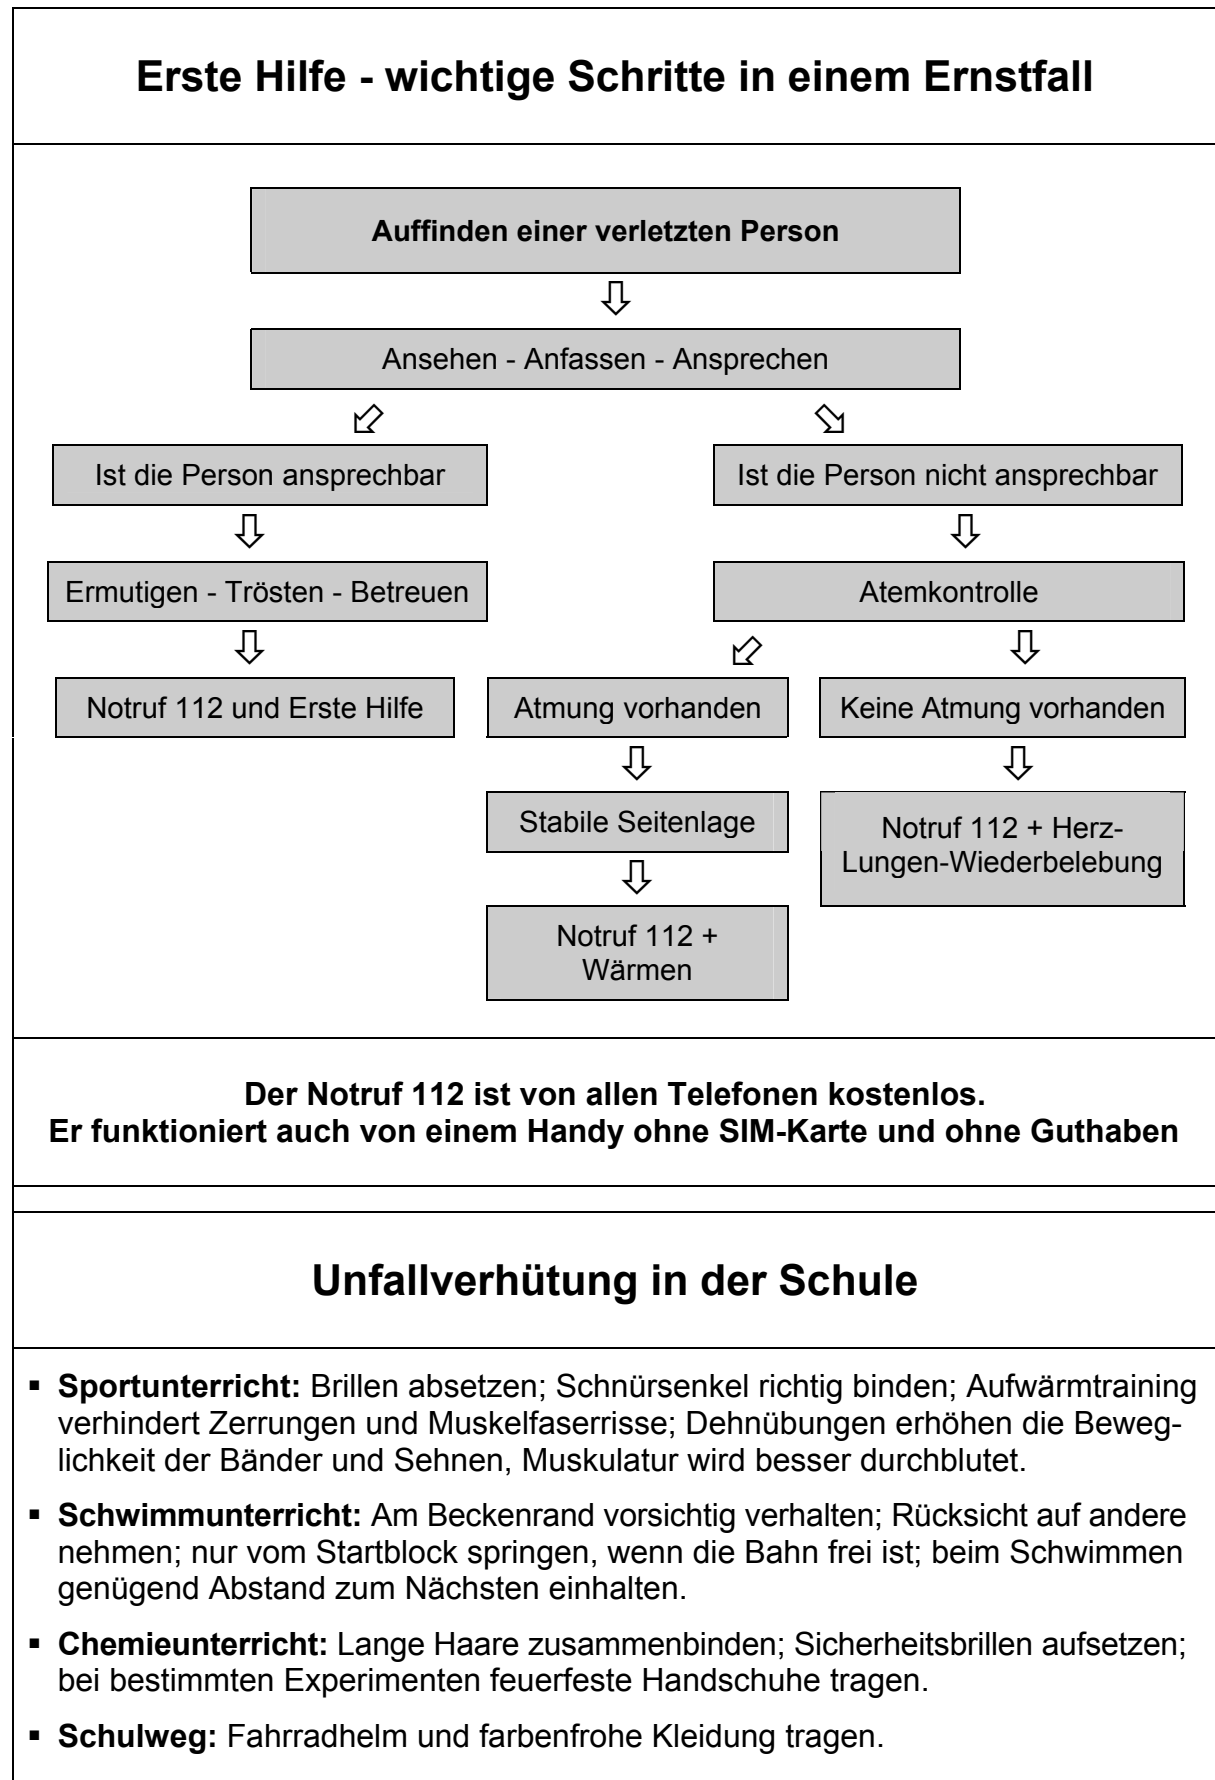 Erste Hilfe - wichtige Schritte in einem Ernstfall
Auffinden einer verletzten Person
Ansehen - Anfassen - Ansprechen
Ist die Person ansprechbar
Ist die Person nicht ansprechbar
Ermutigen - Trösten - Betreuen
Atemkontrolle
Notruf 112 und Erste Hilfe
Atmung vorhanden
Keine Atmung vorhanden
Stabile Seitenlage
Notruf 112 + Herz-
Lungen-Wiederbelebung
Notruf 112 +
Wärmen
Der Notruf 112 ist von allen Telefonen kostenlos.
Er funktioniert auch von einem Handy ohne SIM-Karte und ohne Guthaben
Unfallverhütung in der Schule
▪ Sportunterricht: Brillen absetzen; Schnürsenkel richtig binden; Aufwärmtraining
verhindert Zerrungen und Muskelfaserrisse; Dehnübungen erhöhen die Beweg-
lichkeit der Bänder und Sehnen, Muskulatur wird besser durchblutet.
▪ Schwimmunterricht: Am Beckenrand vorsichtig verhalten; Rücksicht auf andere
nehmen; nur vom Startblock springen, wenn die Bahn frei ist; beim Schwimmen
genügend Abstand zum Nächsten einhalten.
▪ Chemieunterricht: Lange Haare zusammenbinden; Sicherheitsbrillen aufsetzen;
bei bestimmten Experimenten feuerfeste Handschuhe tragen.
▪ Schulweg: Fahrradhelm und farbenfrohe Kleidung tragen.